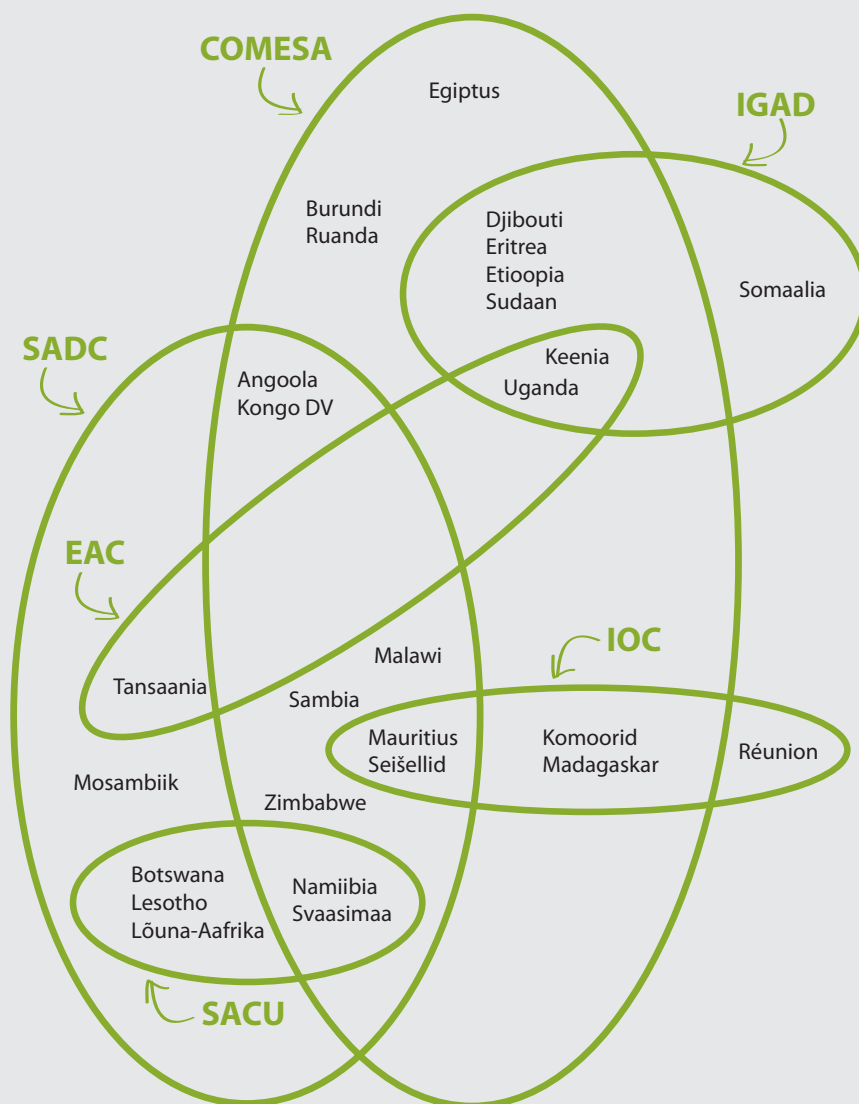 COMESA
Egiptus
IGAD
Burundi
Ruanda
Djibouti
Eritrea
Etioopia
Sudaan
Somaalia
SADC
Keenia
Uganda
Angoola
Kongo DV
EAC
IOC
Malawi
Tansaania
Sambia
Mauritius
Seišellid
Komoorid
Madagaskar
Réunion
Mosambiik
Zimbabwe
Botswana
Lesotho
Lõuna-Aafrika
Namiibia
Svaasimaa
SACU